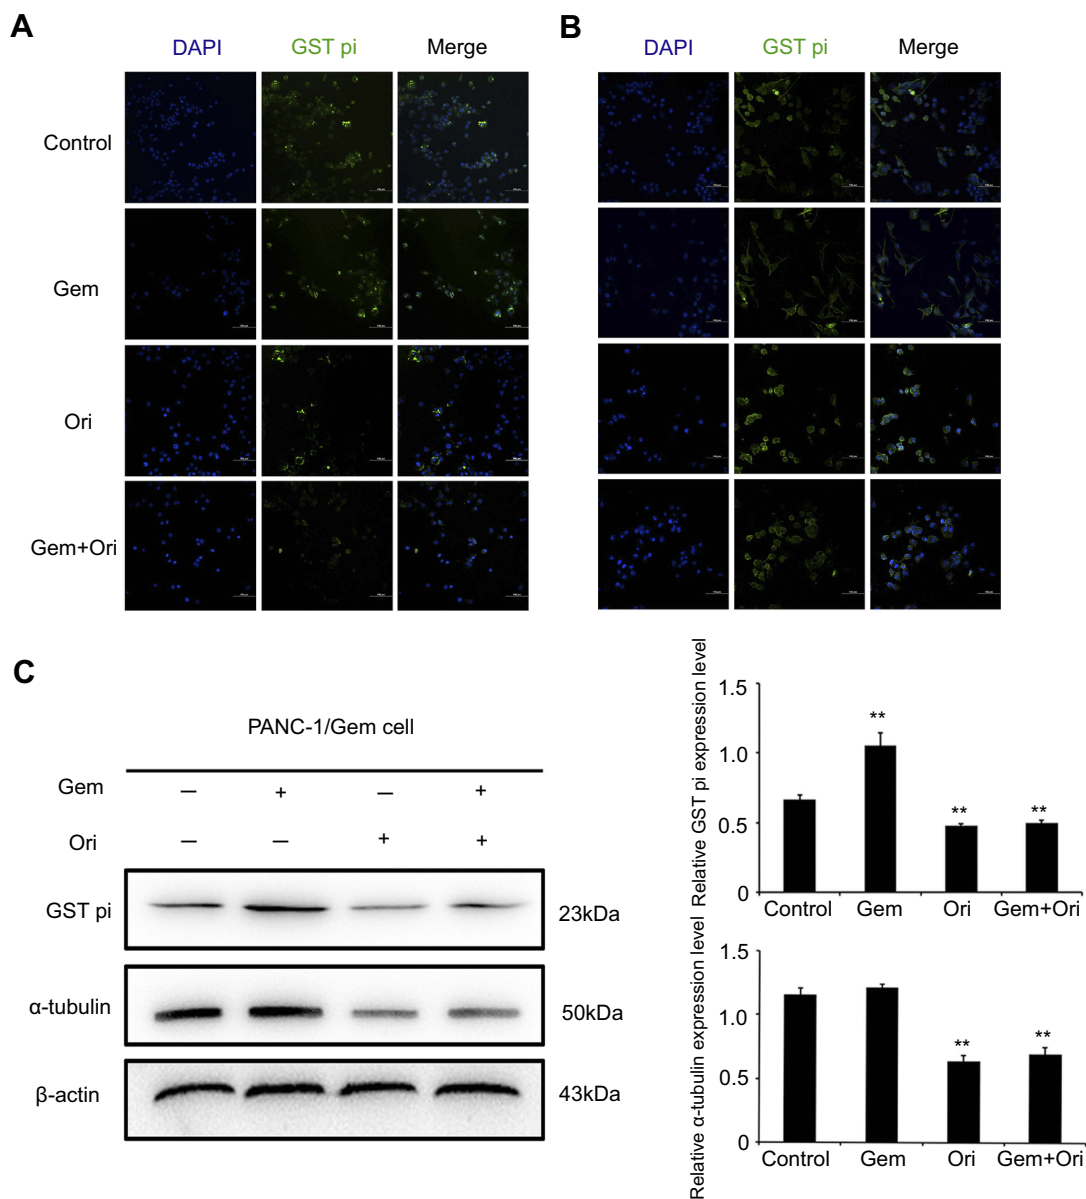 A
B
DAPI GST pi Merge
DAPI GST pi Merge
Control
Gem
Ori
Gem+Ori
C
PANC-1/Gem cell
Gem — + — +
Ori — — + +
GST pi 23kDa
α-tubulin 50kDa
β-actin 43kDa
Relative GST pi expression level
1.5
1.0
0.5
0
** ** **
Control Gem Ori Gem+Ori
Relative α-tubulin expression level
1.5
1.0
0.5
0
** **
Control Gem Ori Gem+Ori